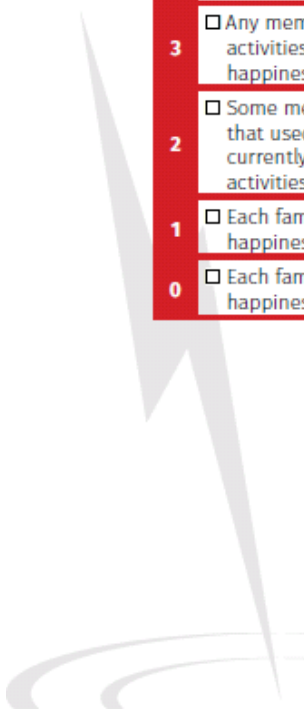 3
Any mem
activities
happines
2
Some me
that used
currently
activities
1
Each fam
happines
0
Each fam
happines